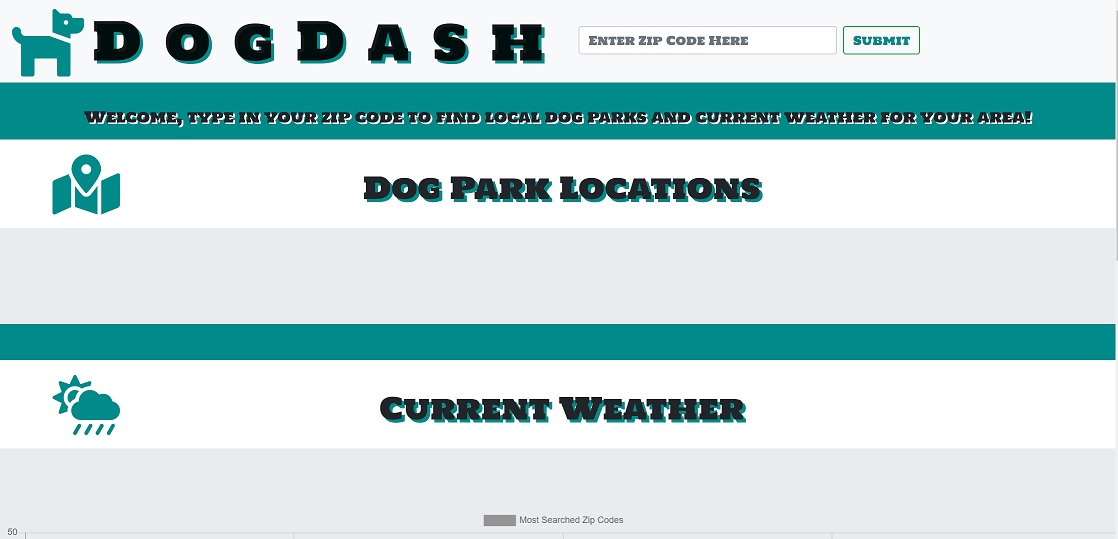 DogDash
Enter Zip Code Here
Submit
Welcome, type in your zip code to find local dog parks and current weather for your area!
Dog Park Locations
Current Weather
Most Searched Zip Codes
50